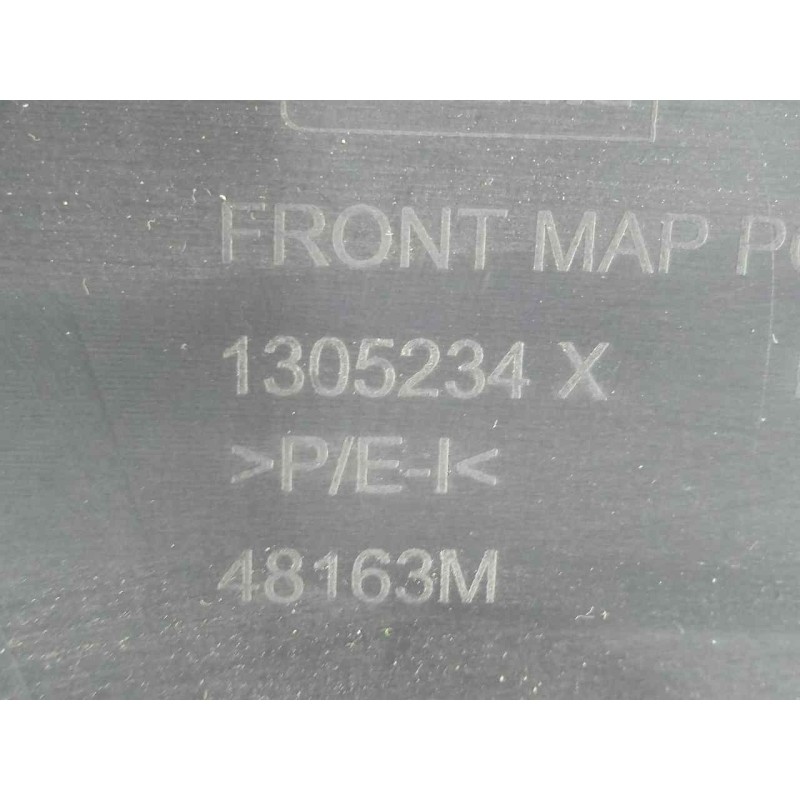 FRONT MAP
1305234 X
>P/E-I<
48163M